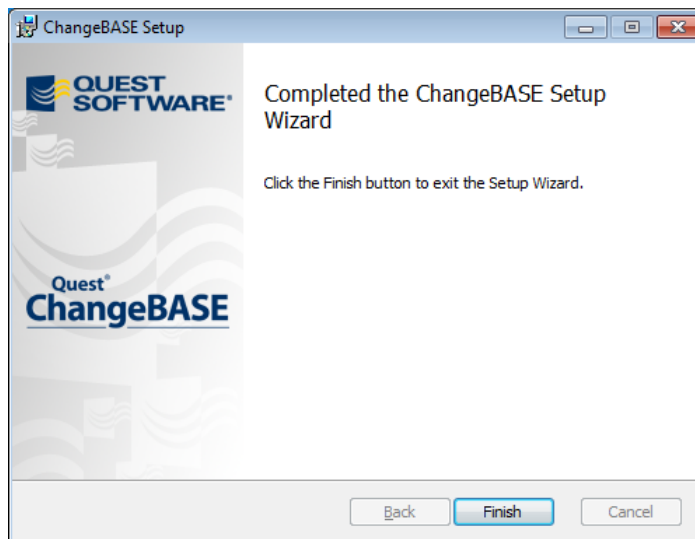 ChangeBASE Setup
QUEST
SOFTWARE®
Completed the ChangeBASE Setup
Wizard
Click the Finish button to exit the Setup Wizard.
Quest®
ChangeBASE
Back
Finish
Cancel